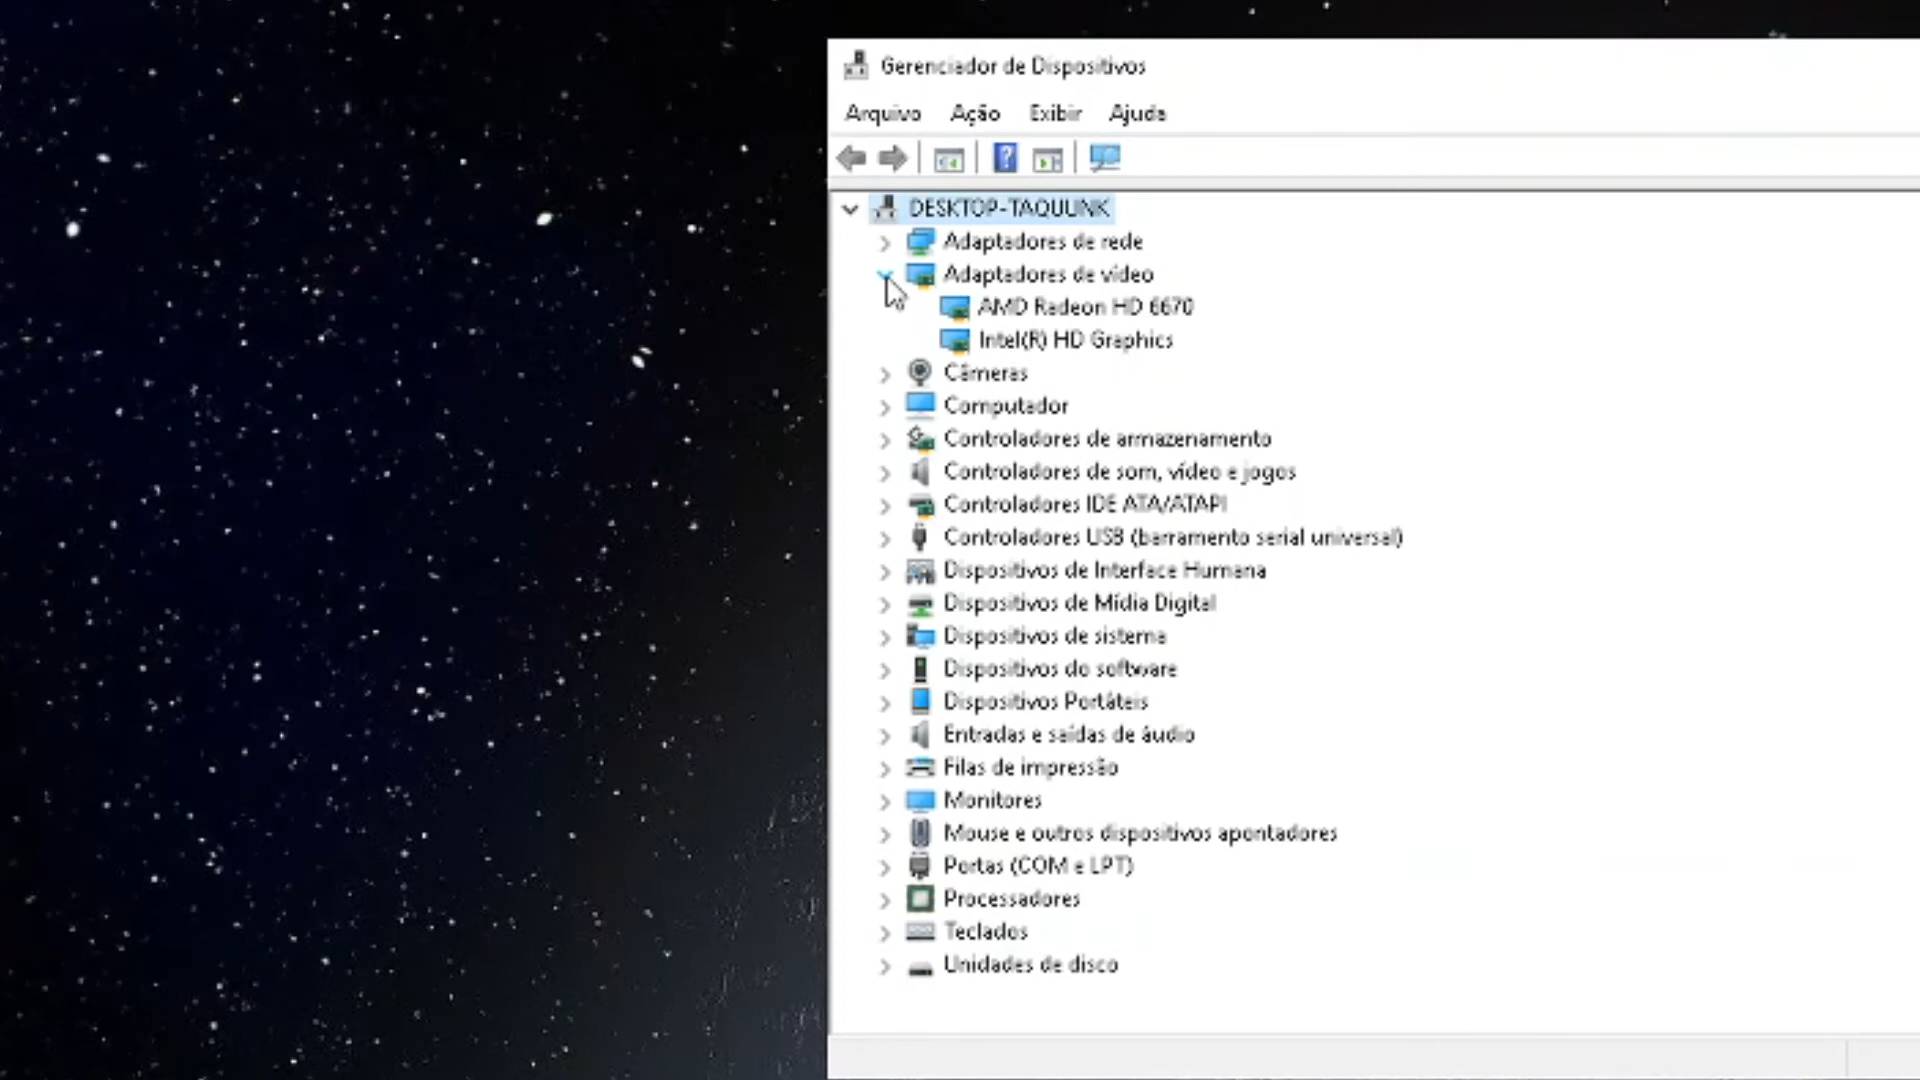 Gerenciador de Dispositivos
Arquivo Ação Exibir Ajuda
Adaptadores de rede
Adaptadores de vídeo
AMD Radeon HD 6670
Intel(R) HD Graphics
Câmeras
Computador
Controladores de armazenamento
Controladores de som, vídeo e jogos
Controladores IDE ATA/ATAPI
Controladores USB (barramento serial universal)
Dispositivos de Interface Humana
Dispositivos de Mídia Digital
Dispositivos de sistema
Dispositivos do software
Dispositivos Portáteis
Entradas e saídas de áudio
Filas de impressão
Monitores
Mouse e outros dispositivos apontadores
Portas (COM e LPT)
Processadores
Teclados
Unidades de disco